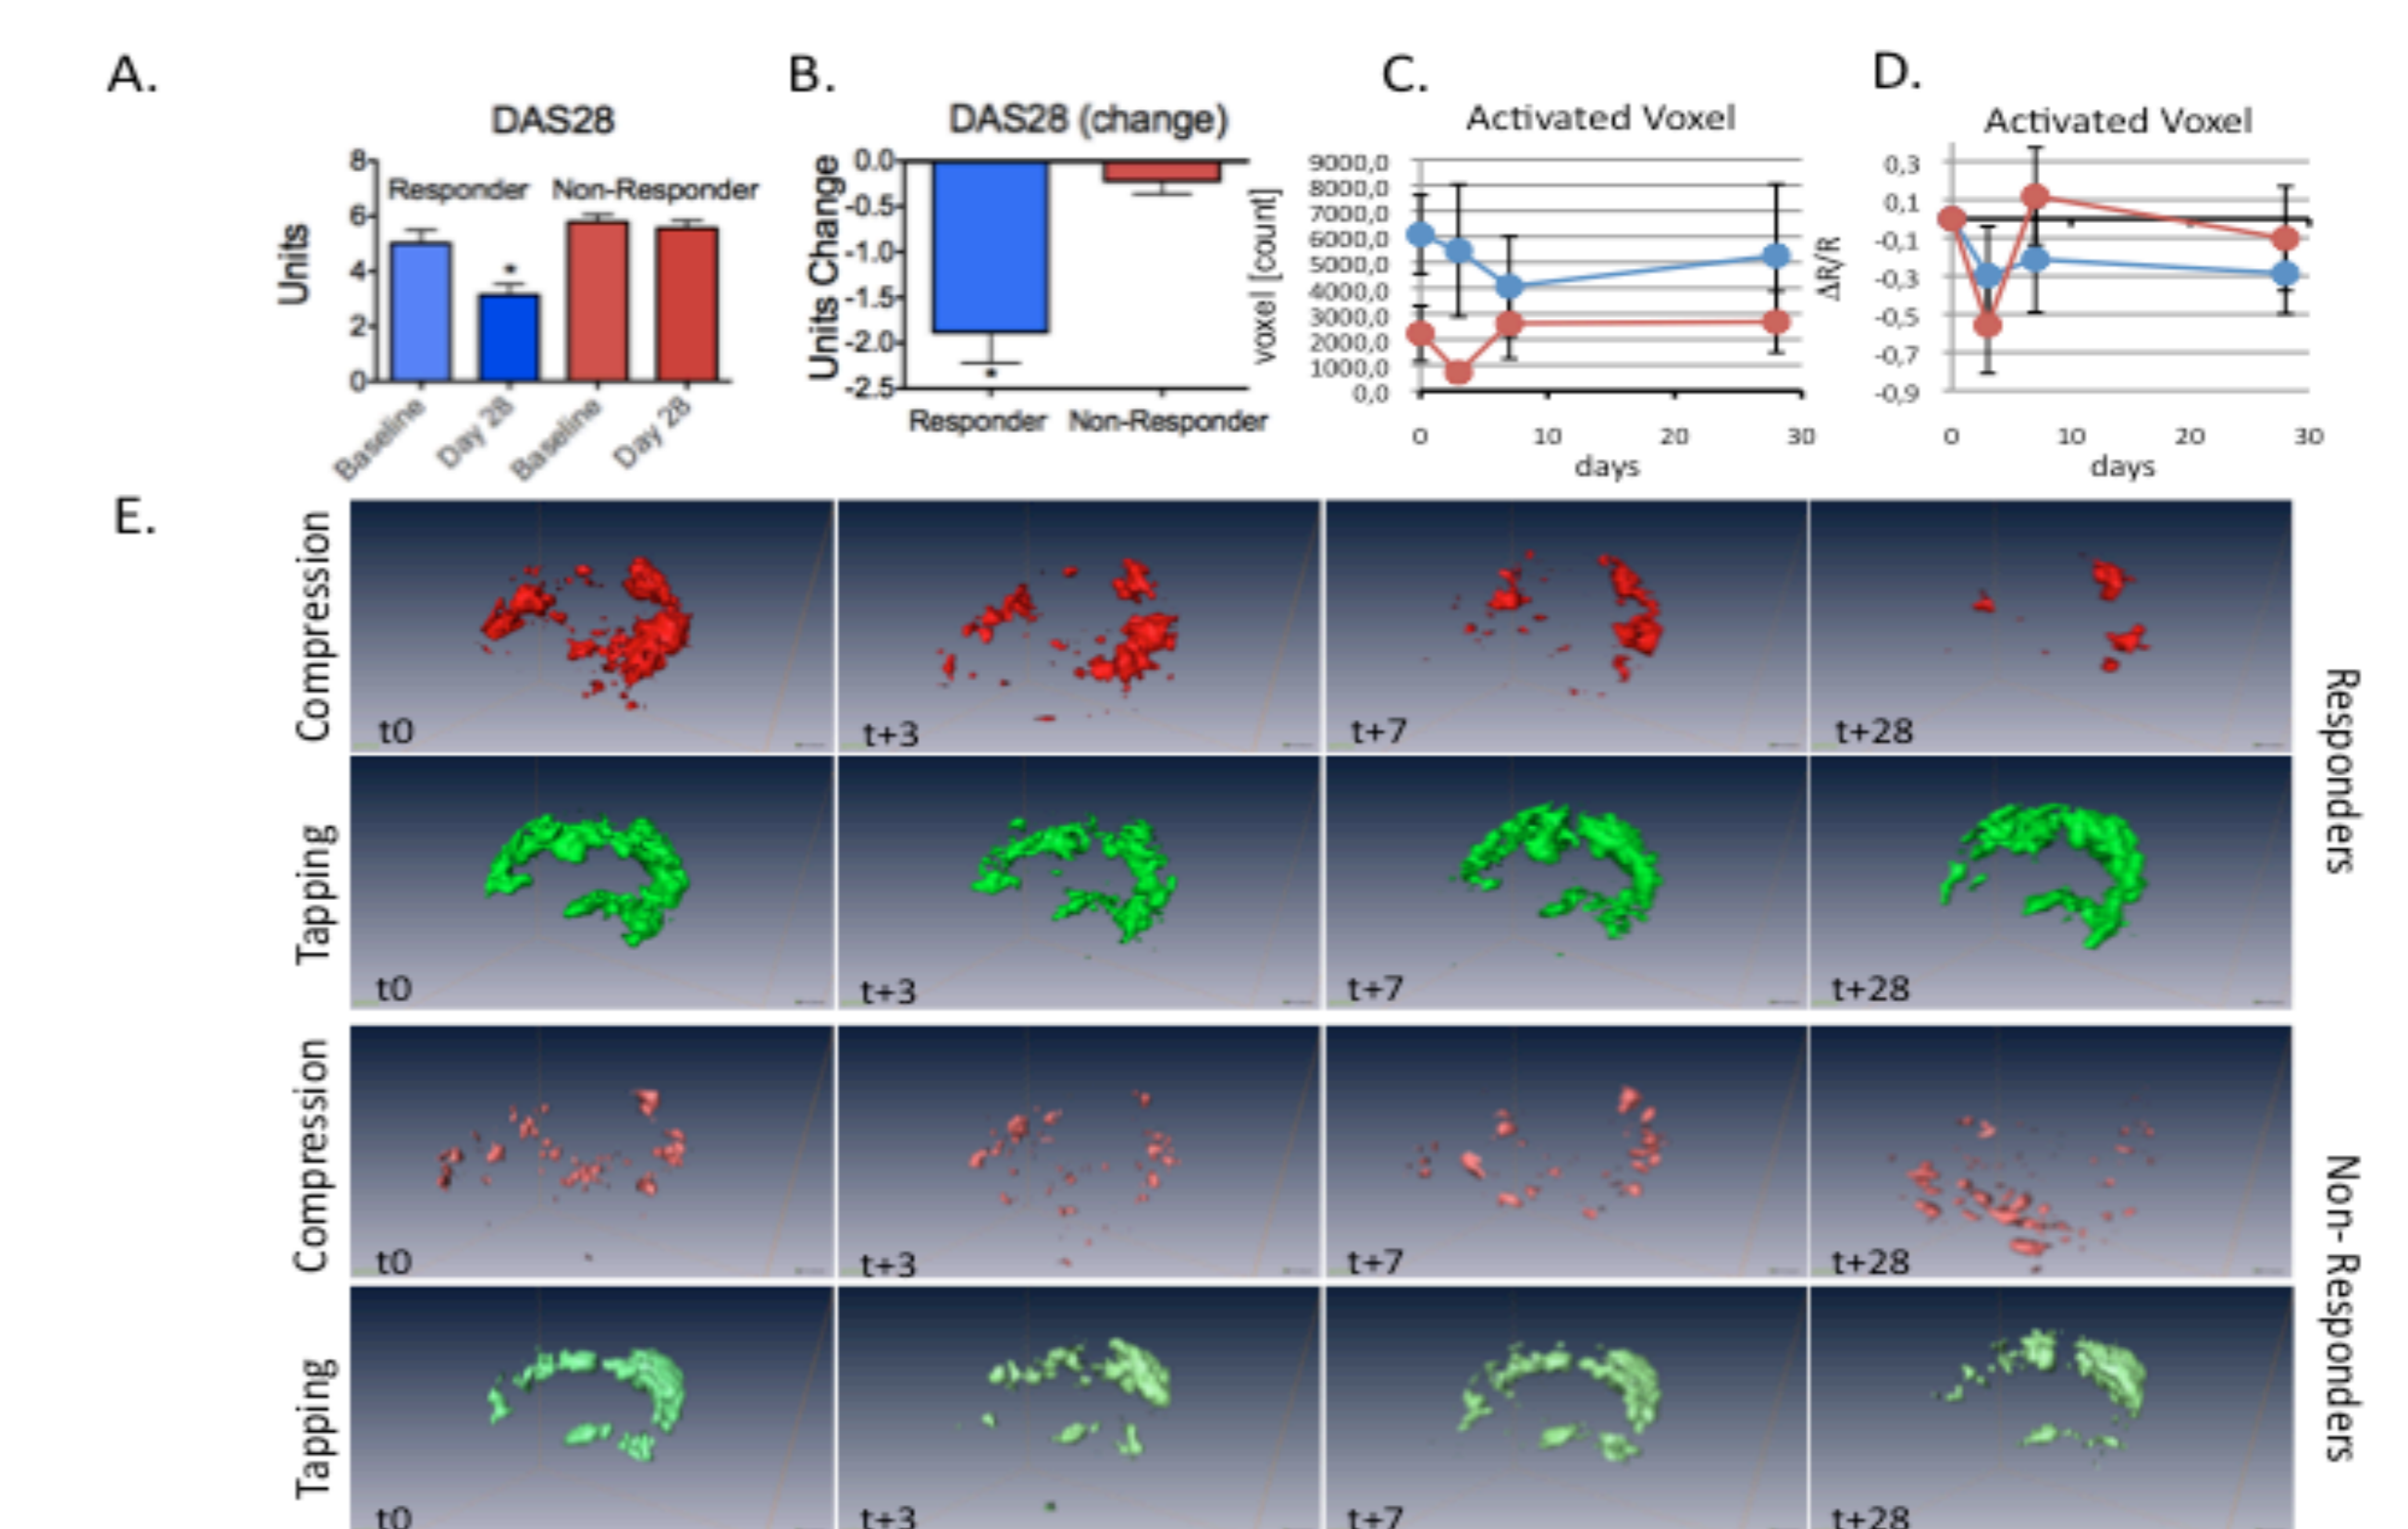 A.
DAS28
Units
8
6
4
2
0
Responder
Non-Responder
*
Baseline
Day 28
Baseline
Day 28
B.
DAS28 (change)
Units Change
0.0
-0.5
-1.0
-1.5
-2.0
-2.5
*
Responder
Non-Responder
C.
Activated Voxel
voxel [count]
9000,0
8000,0
7000,0
6000,0
5000,0
4000,0
3000,0
2000,0
1000,0
0,0
0
10
20
30
days
D.
Activated Voxel
ΔR/R
0,3
0,1
-0,1
-0,3
-0,5
-0,7
-0,9
0
10
20
30
days
E.
Compression
t0
t+3
t+7
t+28
Tapping
t0
t+3
t+7
t+28
Responders
Compression
t0
t+3
t+7
t+28
Tapping
t0
t+3
t+7
t+28
Non-Responders